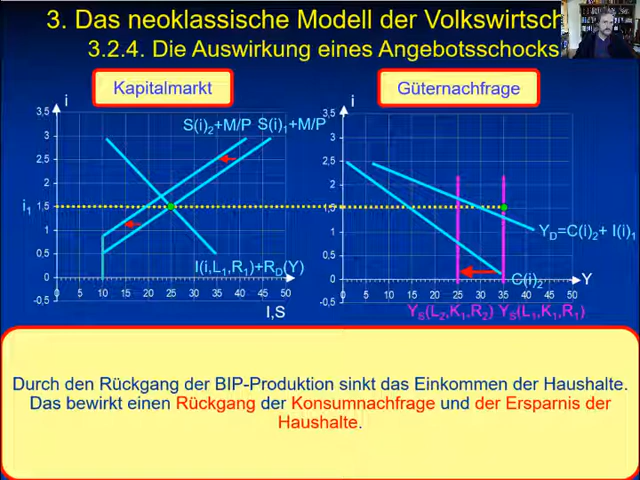 3. Das neoklassische Modell der Volkswirtsch
3.2.4. Die Auswirkung eines Angebotsschocks
Kapitalmarkt
Güternachfrage
i
3,5
3
2,5
2
1,5
1
0,5
0
-0,5
i₁
S(i)₂+M/P S(i)₁+M/P
I(i,L₁,R₁)+R_D(Y)
0 5 10 15 20 25 30 35 40 45 50
I,S
i
3,5
3
2,5
2
1,5
1
0,5
0
-0,5
Y_D=C(i)₂+ I(i)₁
C(i)₂
Y
0 5 10 15 20 25 30 35 40 45 50
Y_S(L₂,K₁,R₂) Y_S(L₁,K₁,R₁)
Durch den Rückgang der BIP-Produktion sinkt das Einkommen der Haushalte.
Das bewirkt einen Rückgang der Konsumnachfrage und der Ersparnis der
Haushalte.